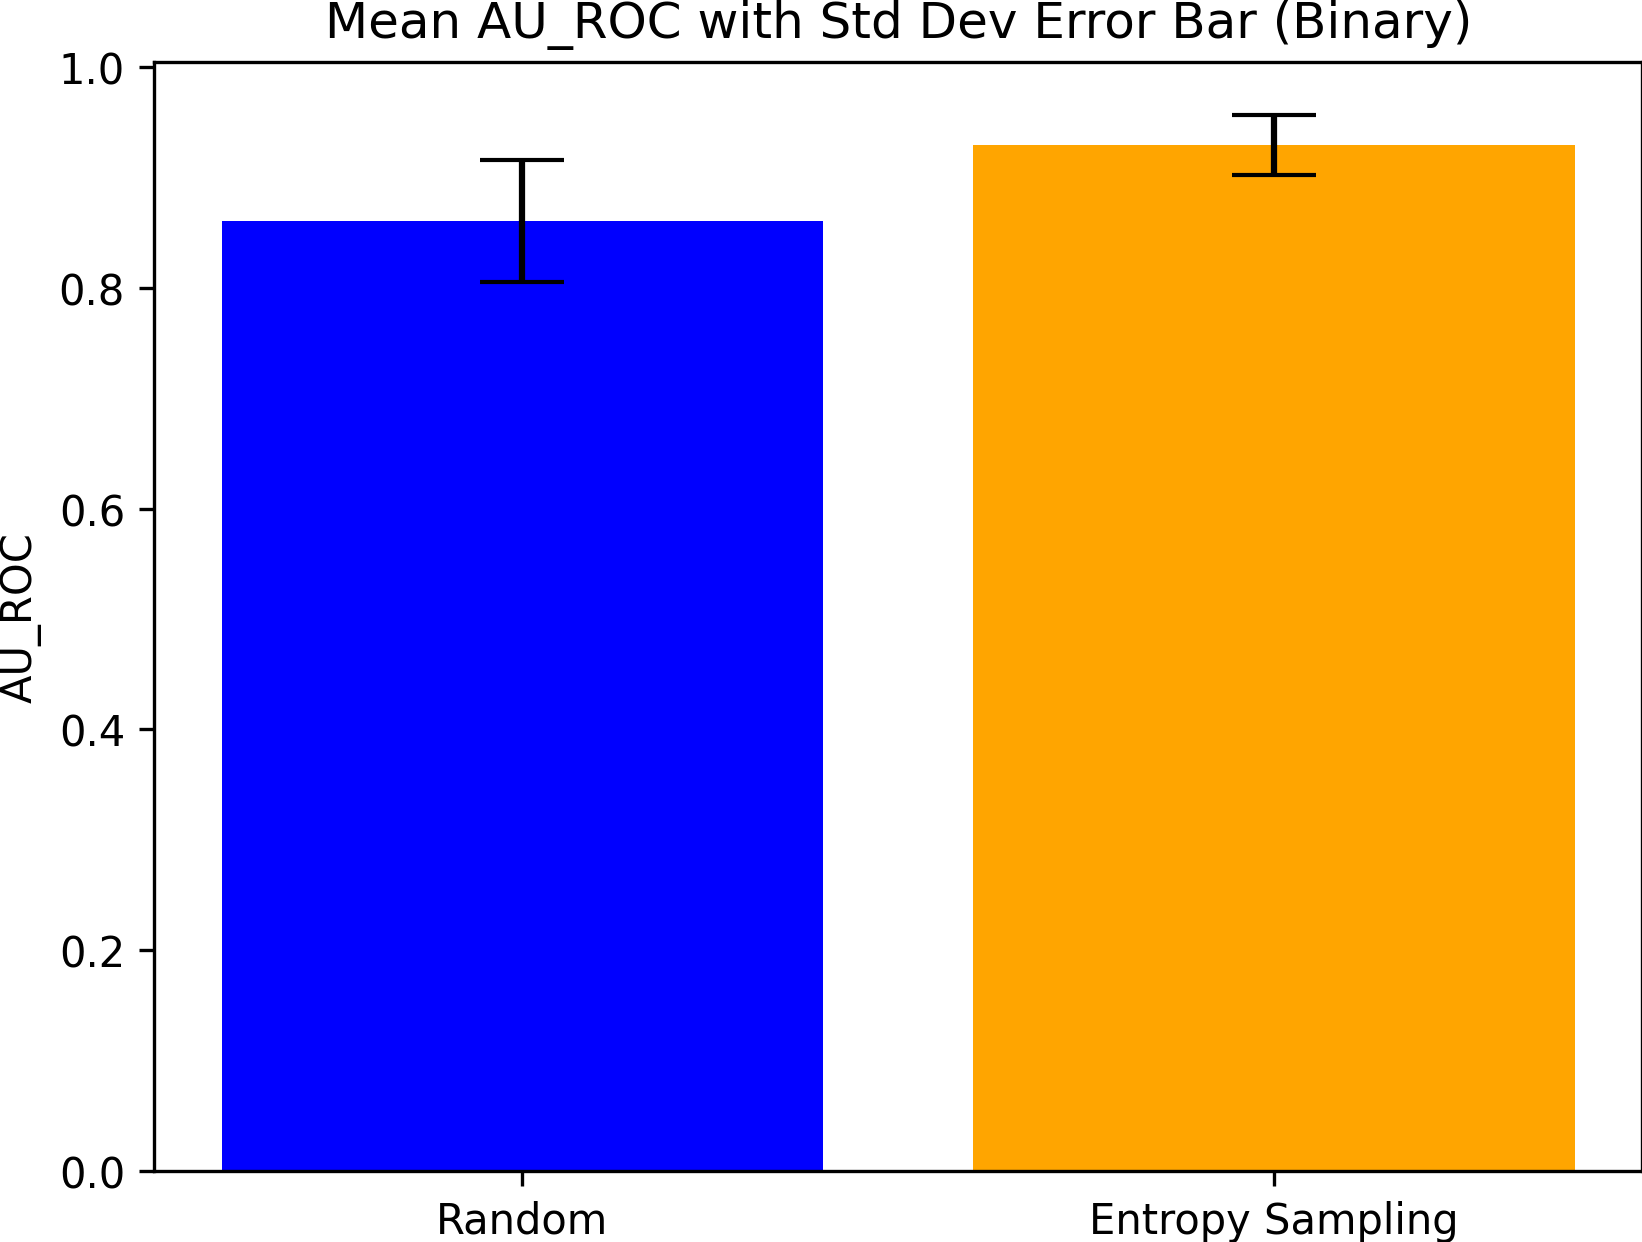 Mean AU_ROC with Std Dev Error Bar (Binary)
1.0
0.8
0.6
0.4
0.2
0.0
AU_ROC
Random
Entropy Sampling